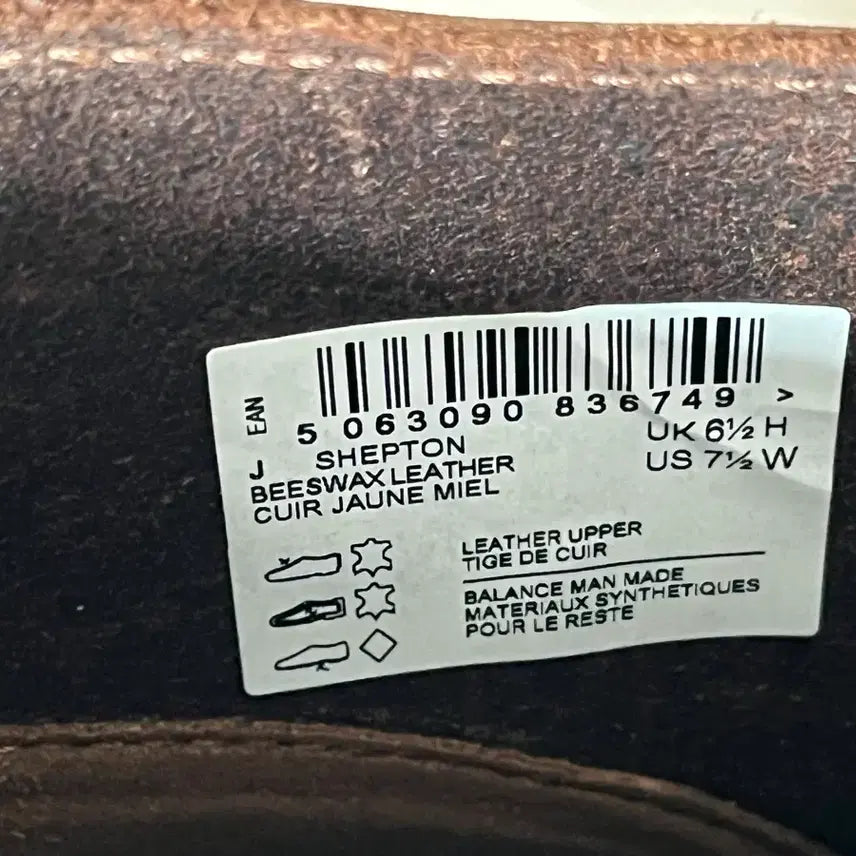 EAN
5 063090 836749 >
J SHEPTON
BEESWAX LEATHER
CUIR JAUNE MIEL
UK 6½ H
US 7½ W
LEATHER UPPER
TIGE DE CUIR
BALANCE MAN MADE
MATERIAUX SYNTHETIQUES
POUR LE RESTE